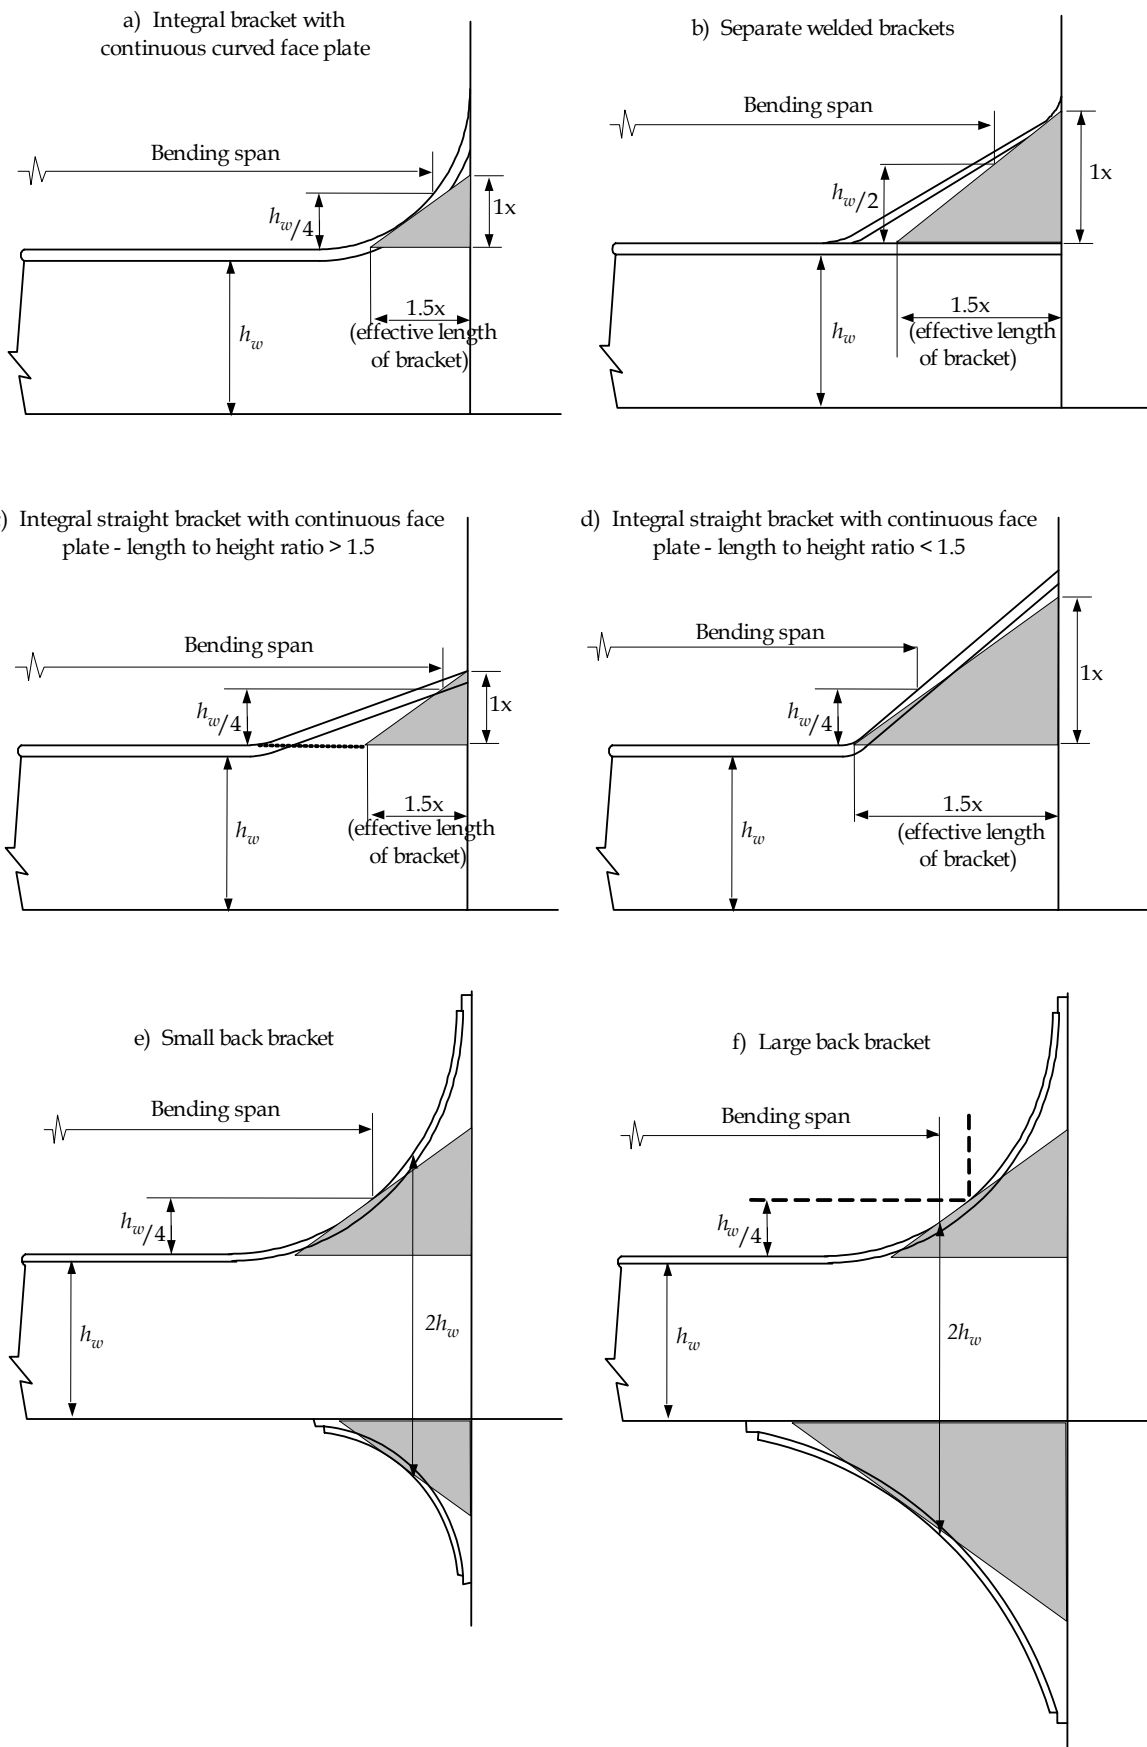 a) Integral bracket with
continuous curved face plate
Bending span
h_w/4
1x
1.5x
h_w
(effective length
of bracket)
b) Separate welded brackets
Bending span
h_w/2
1x
1.5x
h_w
(effective length
of bracket)
) Integral straight bracket with continuous face
plate - length to height ratio > 1.5
Bending span
h_w/4
1x
1.5x
h_w
(effective length
of bracket)
d) Integral straight bracket with continuous face
plate - length to height ratio < 1.5
Bending span
h_w/4
1x
1.5x
h_w
(effective length
of bracket)
e) Small back bracket
Bending span
h_w/4
h_w
2h_w
f) Large back bracket
Bending span
h_w/4
h_w
2h_w